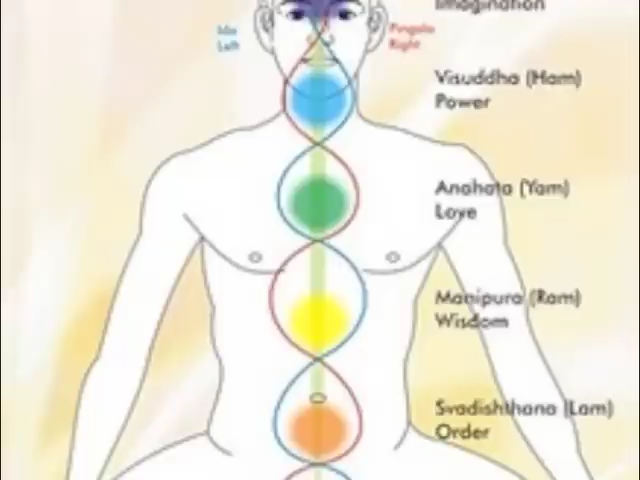 Imagination
Ida
Left
Pingala
Right
Visuddha (Ham)
Power
Anahata (Yam)
Love
Manipura (Ram)
Wisdom
Svadishthana (Lam)
Order